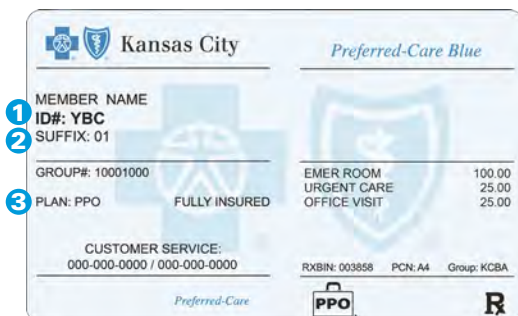 Kansas City
Preferred-Care Blue
MEMBER NAME
1 ID#: YBC
2 SUFFIX: 01
GROUP#: 10001000
3 PLAN: PPO FULLY INSURED
CUSTOMER SERVICE:
000-000-0000 / 000-000-0000
Preferred-Care
EMER ROOM 100.00
URGENT CARE 25.00
OFFICE VISIT 25.00
RXBIN: 003858 PCN: A4 Group: KCBA
PPO
Rx